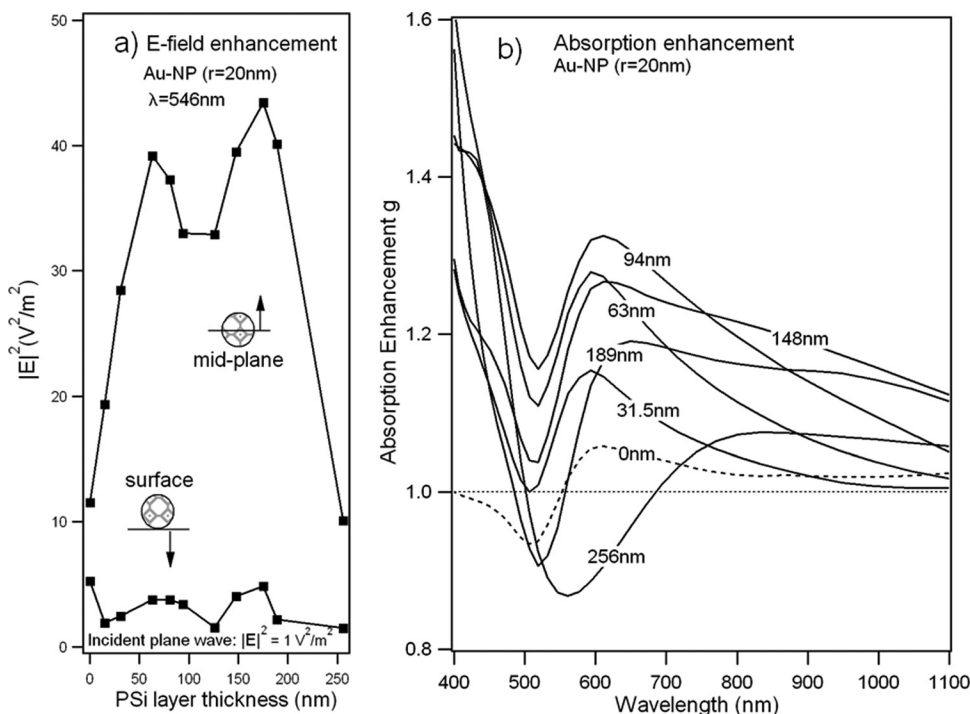 a) E-field enhancement
Au-NP (r=20nm)
λ=546nm
50
40
30
20
10
0
|E|²(V²/m²)
mid-plane
surface
Incident plane wave: |E|² = 1 V²/m²
0
50
100
150
200
250
PSi layer thickness (nm)
b) Absorption enhancement
Au-NP (r=20nm)
1.6
1.4
1.2
1.0
0.8
Absorption Enhancement g
94nm
63nm
148nm
189nm
31.5nm
0nm
256nm
400
500
600
700
800
900
1000
1100
Wavelength (nm)